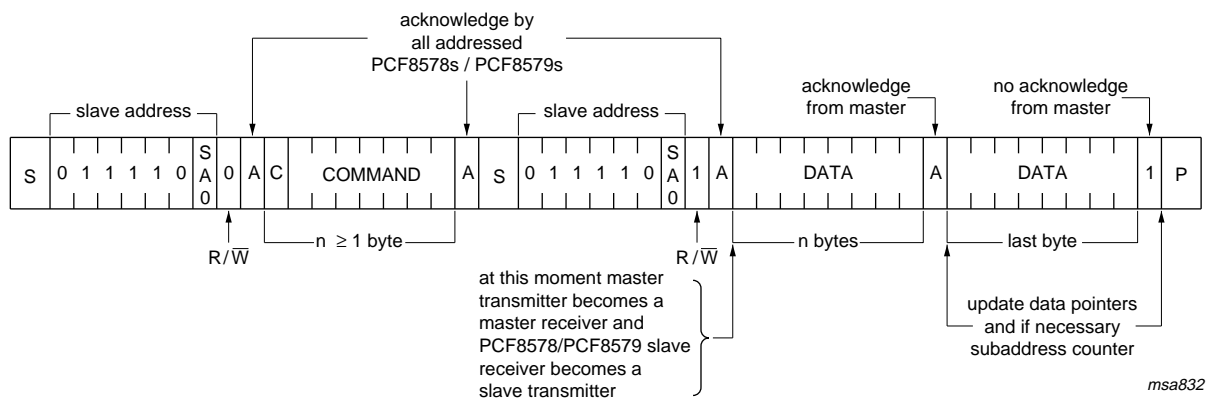 acknowledge by
all addressed
PCF8578s / PCF8579s
acknowledge
from master
no acknowledge
from master
slave address
slave address
S 0 1 1 1 1 0 SA0 0 A C COMMAND A S 0 1 1 1 1 0 SA0 1 A DATA A DATA 1 P
n ≥ 1 byte
n bytes
last byte
R/W̅
R/W̅
at this moment master
transmitter becomes a
master receiver and
PCF8578/PCF8579 slave
receiver becomes a
slave transmitter
update data pointers
and if necessary
subaddress counter
msa832